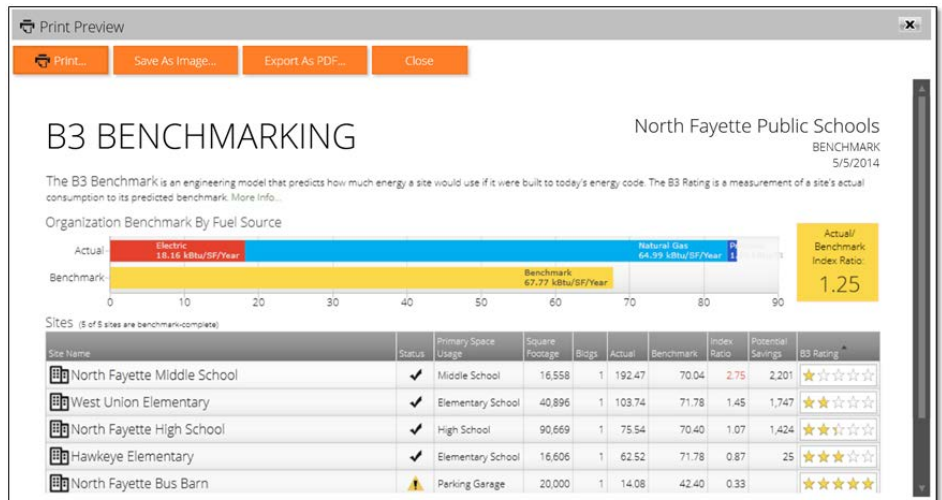 Print Preview
Print... Save As Image... Export As PDF... Close
B3 BENCHMARKING
North Fayette Public Schools
BENCHMARK
5/5/2014
The B3 Benchmark is an engineering model that predicts how much energy a site would use if it were built to today's energy code. The B3 Rating is a measurement of a site's actual
consumption to its predicted benchmark. More Info...
Organization Benchmark By Fuel Source
Actual
Electric
18.16 kBtu/SF/Year
Natural Gas
64.99 kBtu/SF/Year
Benchmark
Benchmark
67.77 kBtu/SF/Year
0 10 20 30 40 50 60 70 80 90
Actual/
Benchmark
Index Ratio:
1.25
Sites (5 of 5 sites are benchmark-complete)
Site Name Status Primary Space Usage Square Footage Bldgs Actual Benchmark Index Ratio Potential Savings B3 Rating
North Fayette Middle School Middle School 16,558 1 192.47 70.04 2.75 2,201
West Union Elementary Elementary School 40,896 1 103.74 71.78 1.45 1,747
North Fayette High School High School 90,669 1 75.54 70.40 1.07 1,424
Hawkeye Elementary Elementary School 16,606 1 62.52 71.78 0.87 25
North Fayette Bus Barn Parking Garage 20,000 1 14.08 42.40 0.33